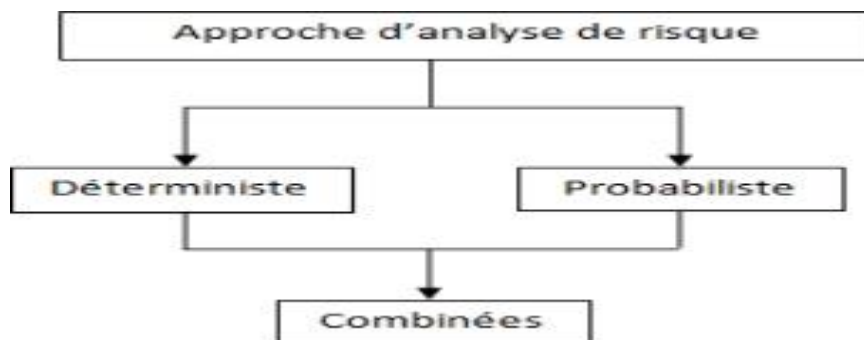 Approche d'analyse de risque
Déterministe
Probabiliste
Combinées